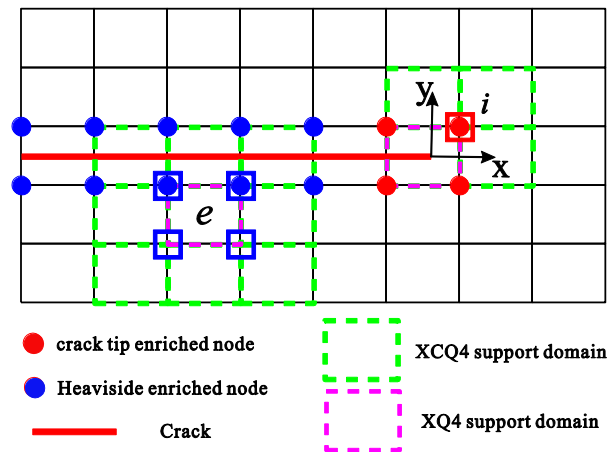 y
i
x
e
crack tip enriched node
XCQ4 support domain
Heaviside enriched node
XQ4 support domain
Crack